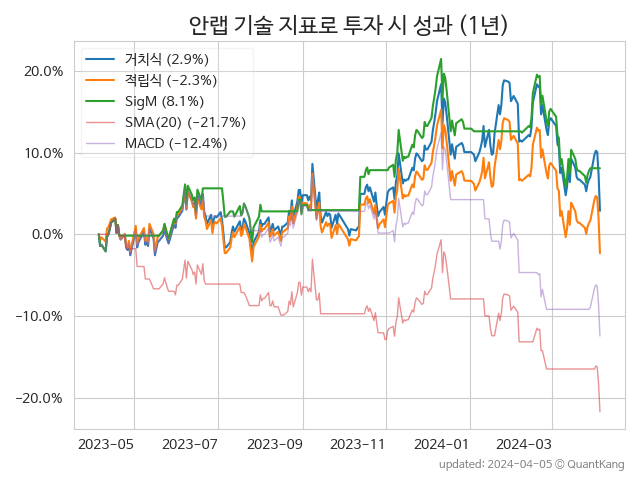 안랩 기술 지표로 투자 시 성과 (1년)
거치식 (2.9%)
적립식 (−2.3%)
SigM (8.1%)
SMA(20) (−21.7%)
MACD (−12.4%)
20.0%
10.0%
0.0%
−10.0%
−20.0%
2023-05 2023-07 2023-09 2023-11 2024-01 2024-03
updated: 2024-04-05 © QuantKang